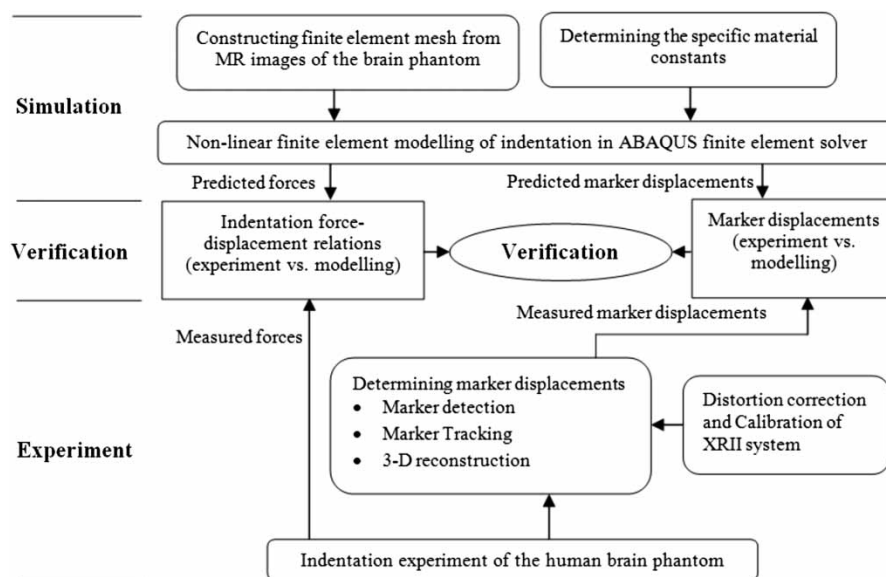 Constructing finite element mesh from
MR images of the brain phantom
Determining the specific material
constants
Simulation
Non-linear finite element modelling of indentation in ABAQUS finite element solver
Predicted forces
Predicted marker displacements
Verification
Indentation force-
displacement relations
(experiment vs. modelling)
Verification
Marker displacements
(experiment vs.
modelling)
Measured forces
Measured marker displacements
Experiment
Determining marker displacements
• Marker detection
• Marker Tracking
• 3-D reconstruction
Distortion correction
and Calibration of
XRII system
Indentation experiment of the human brain phantom